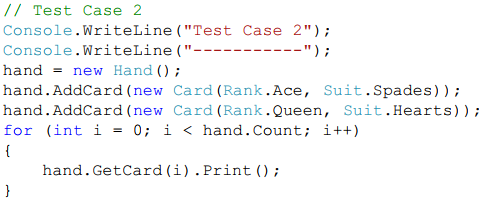 // Test Case 2
Console.WriteLine("Test Case 2");
Console.WriteLine("-----------");
hand = new Hand();
hand.AddCard(new Card(Rank.Ace, Suit.Spades));
hand.AddCard(new Card(Rank.Queen, Suit.Hearts));
for (int i = 0; i < hand.Count; i++)
{
    hand.GetCard(i).Print();
}